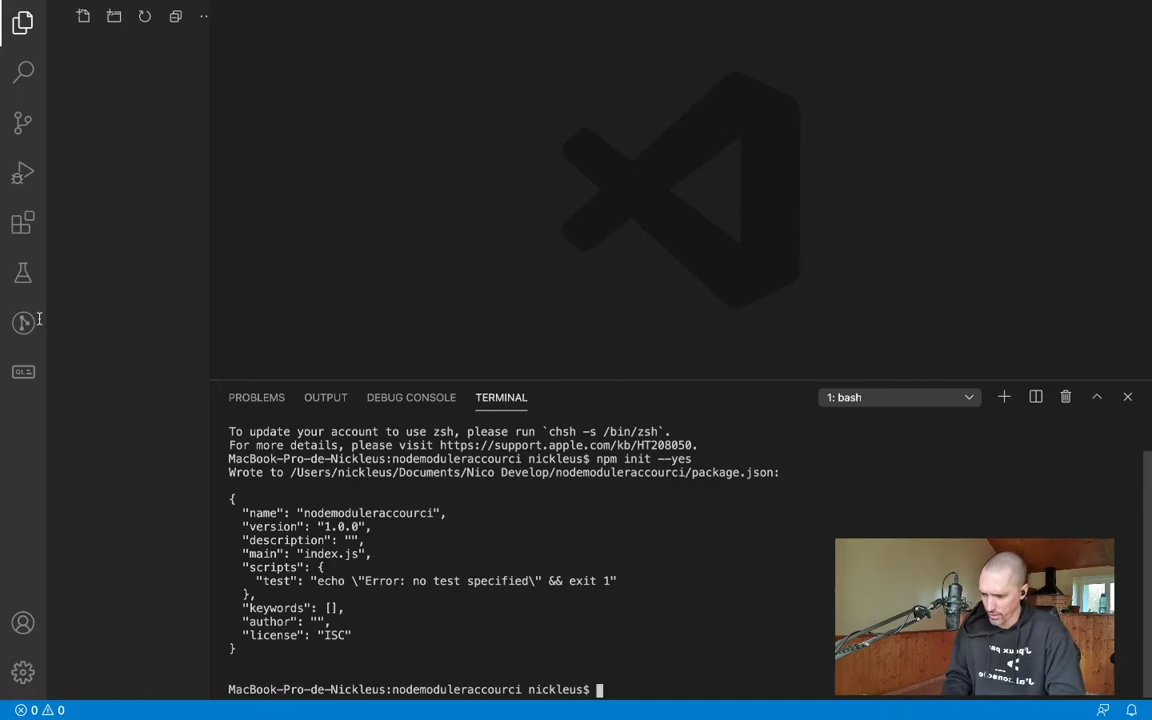 PROBLEMS OUTPUT DEBUG CONSOLE TERMINAL 1: bash
To update your account to use zsh, please run `chsh -s /bin/zsh`.
For more details, please visit https://support.apple.com/kb/HT208050.
MacBook-Pro-de-Nickleus:nodemoduleraccourci nickleus$ npm init --yes
Wrote to /Users/nickleus/Documents/Nico Develop/nodemoduleraccourci/package.json:
{
"name": "nodemoduleraccourci",
"version": "1.0.0",
"description": "",
"main": "index.js",
"scripts": {
"test": "echo \"Error: no test specified\" && exit 1"
},
"keywords": [],
"author": "",
"license": "ISC"
}
MacBook-Pro-de-Nickleus:nodemoduleraccourci nickleus$
0 0